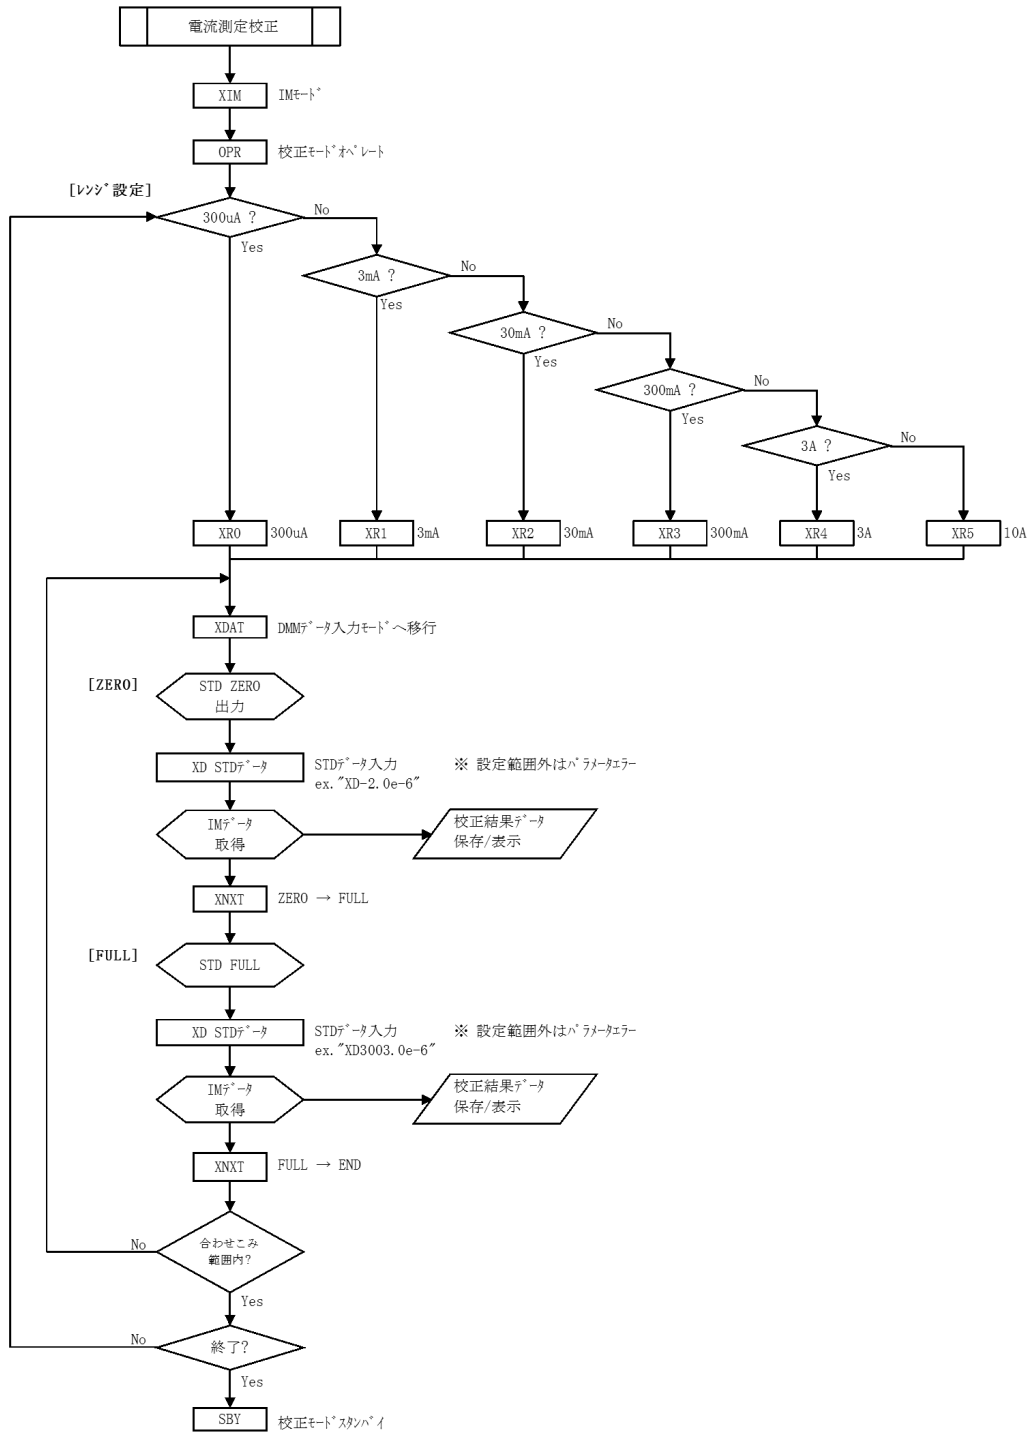 電流測定校正
XIM IMﾓｰﾄﾞ
OPR 校正ﾓｰﾄﾞｵﾍﾟﾚｰﾄ
[ﾚﾝｼﾞ設定]
300uA ?
No
Yes
3mA ?
No
Yes
30mA ?
No
Yes
300mA ?
No
Yes
3A ?
No
Yes
XR0 300uA XR1 3mA XR2 30mA XR3 300mA XR4 3A XR5 10A
XDAT DMMﾃﾞｰﾀ入力ﾓｰﾄﾞへ移行
[ZERO]
STD ZERO
出力
XD STDﾃﾞｰﾀ STDﾃﾞｰﾀ入力 ※ 設定範囲外はﾊﾟﾗﾒｰﾀｴﾗｰ
ex."XD-2.0e-6"
IMﾃﾞｰﾀ
取得
校正結果ﾃﾞｰﾀ
保存/表示
XNXT ZERO → FULL
[FULL]
STD FULL
XD STDﾃﾞｰﾀ STDﾃﾞｰﾀ入力 ※ 設定範囲外はﾊﾟﾗﾒｰﾀｴﾗｰ
ex."XD3003.0e-6"
IMﾃﾞｰﾀ
取得
校正結果ﾃﾞｰﾀ
保存/表示
XNXT FULL → END
No
合わせこみ
範囲内?
Yes
No
終了?
Yes
SBY 校正ﾓｰﾄﾞｽﾀﾝﾊﾞｲ